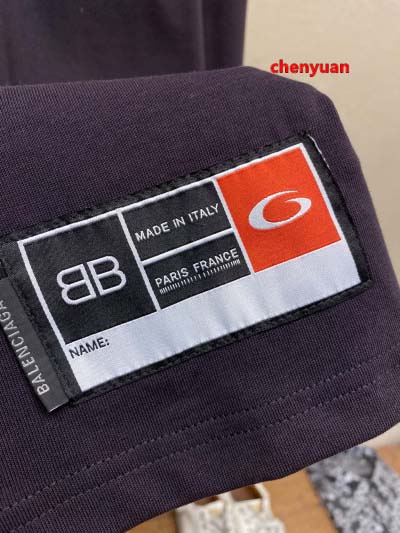 chenyuan
BB
MADE IN ITALY
PARIS FRANCE
NAME:
BALENCIAGA